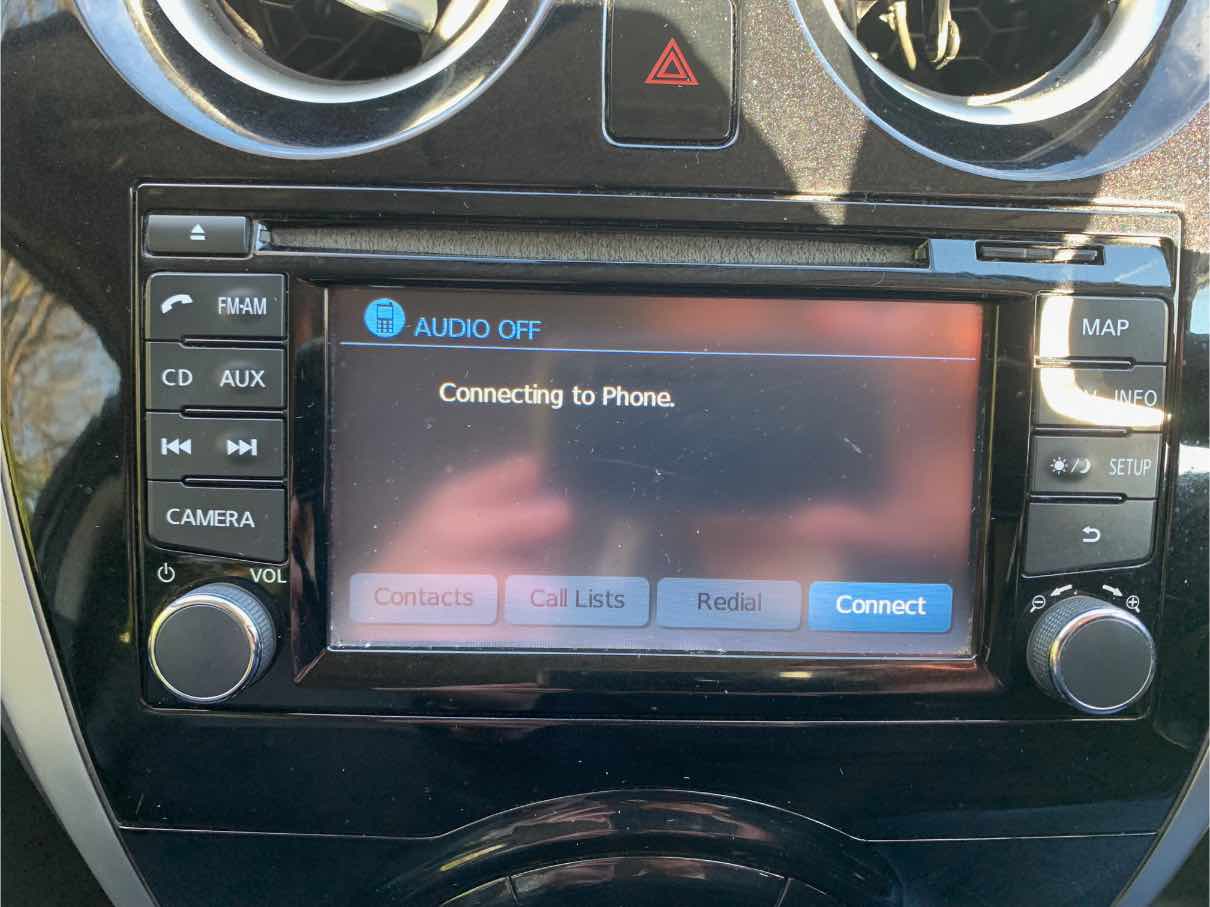 AUDIO OFF
Connecting to Phone.
Contacts Call Lists Redial Connect
FM-AM
CD AUX
CAMERA
VOL
MAP
INFO
SETUP